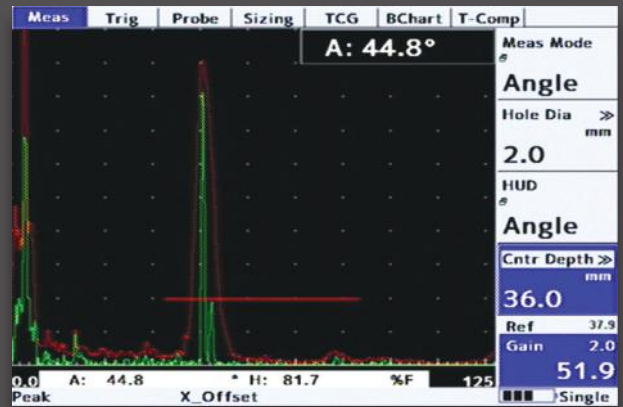 Meas Trig Probe Sizing TCG BChart T-Comp
A: 44.8°
Meas Mode
Angle
Hole Dia >>
mm
2.0
HUD
Angle
Cntr Depth >>
mm
36.0
Ref 37.9
Gain 2.0
51.9
0.0 A: 44.8 ° H: 81.7 %F 125
Peak X_Offset Single